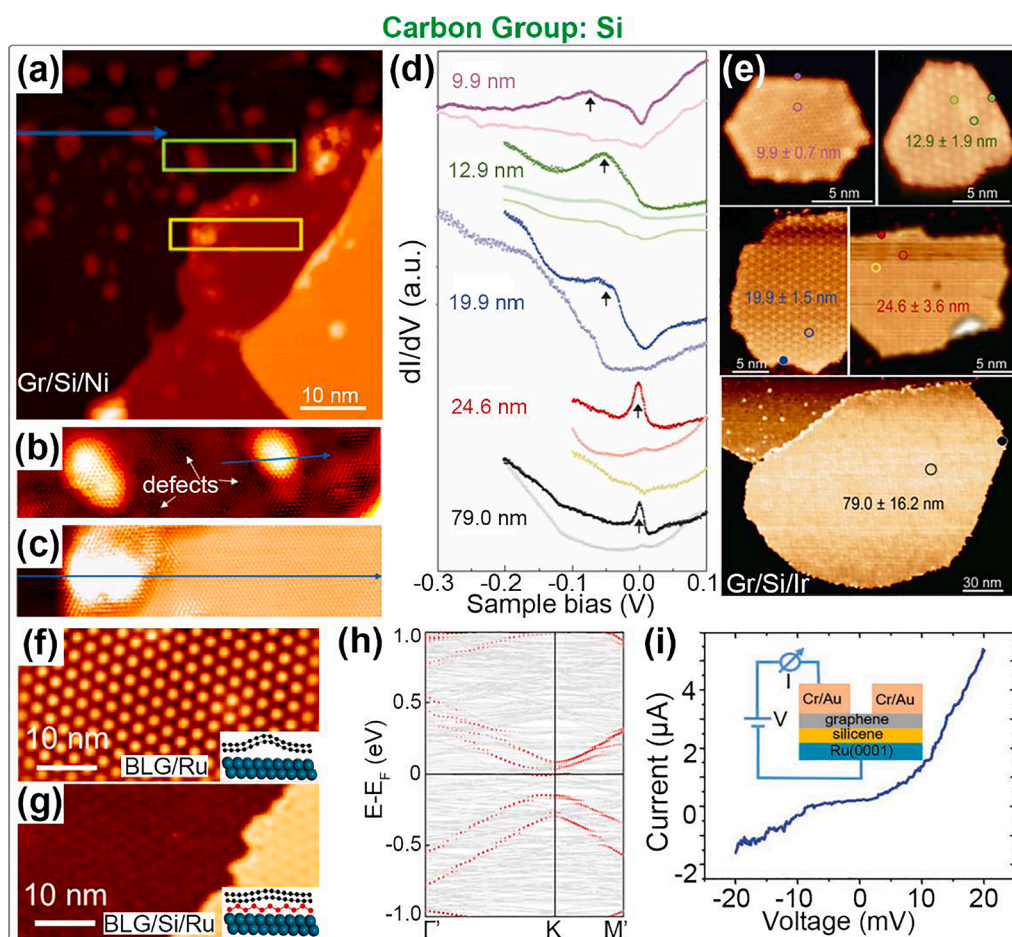 Carbon Group: Si
(a)
Gr/Si/Ni
10 nm
(b)
defects
(c)
(d)
9.9 nm
12.9 nm
19.9 nm
24.6 nm
79.0 nm
dI/dV (a.u.)
-0.3 -0.2 -0.1 0.0 0.1
Sample bias (V)
(e)
9.9 ± 0.7 nm
5 nm
12.9 ± 1.9 nm
5 nm
19.9 ± 1.5 nm
5 nm
24.6 ± 3.6 nm
5 nm
79.0 ± 16.2 nm
Gr/Si/Ir
30 nm
(f)
10 nm
BLG/Ru
(g)
10 nm
BLG/Si/Ru
(h)
1.0
0.5
0
-0.5
-1.0
E-EF (eV)
Γ' K M'
(i)
I
V
Cr/Au Cr/Au
graphene
silicene
Ru(0001)
4
2
0
-2
Current (μA)
-20 -10 0 10 20
Voltage (mV)